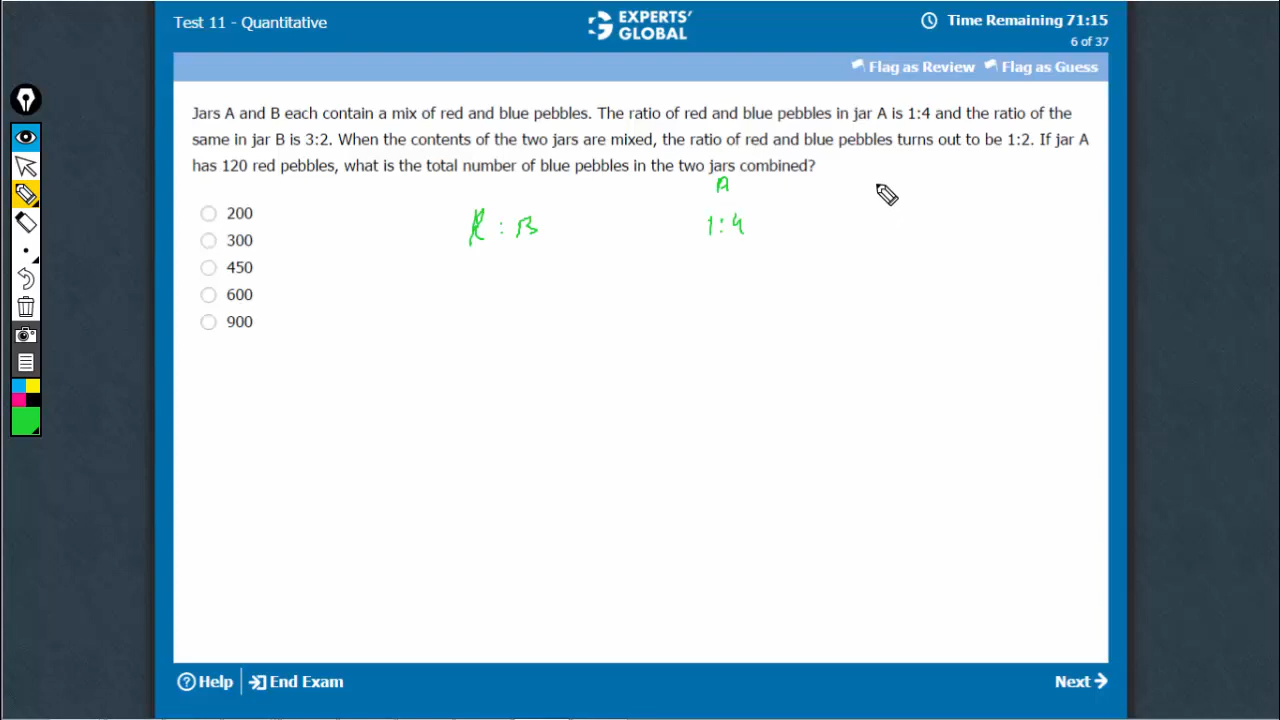 Test 11 - Quantitative
EXPERTS'
GLOBAL
Time Remaining 71:15
6 of 37
Flag as Review
Flag as Guess
Jars A and B each contain a mix of red and blue pebbles. The ratio of red and blue pebbles in jar A is 1:4 and the ratio of the
same in jar B is 3:2. When the contents of the two jars are mixed, the ratio of red and blue pebbles turns out to be 1:2. If jar A
has 120 red pebbles, what is the total number of blue pebbles in the two jars combined?
A
R : B
1:4
200
300
450
600
900
Help
End Exam
Next